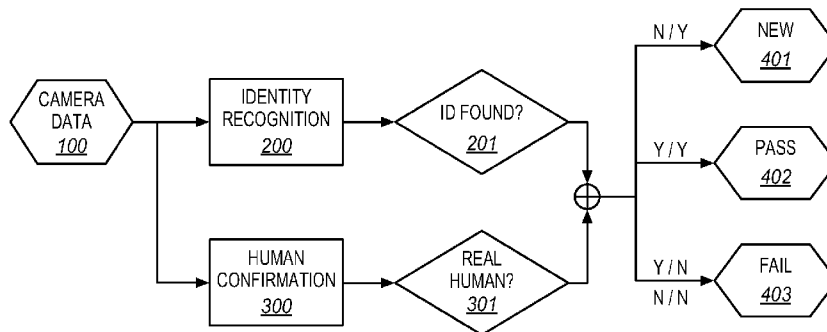 CAMERA
DATA
100
IDENTITY
RECOGNITION
200
ID FOUND?
201
HUMAN
CONFIRMATION
300
REAL
HUMAN?
301
N / Y
NEW
401
Y / Y
PASS
402
Y / N
N / N
FAIL
403